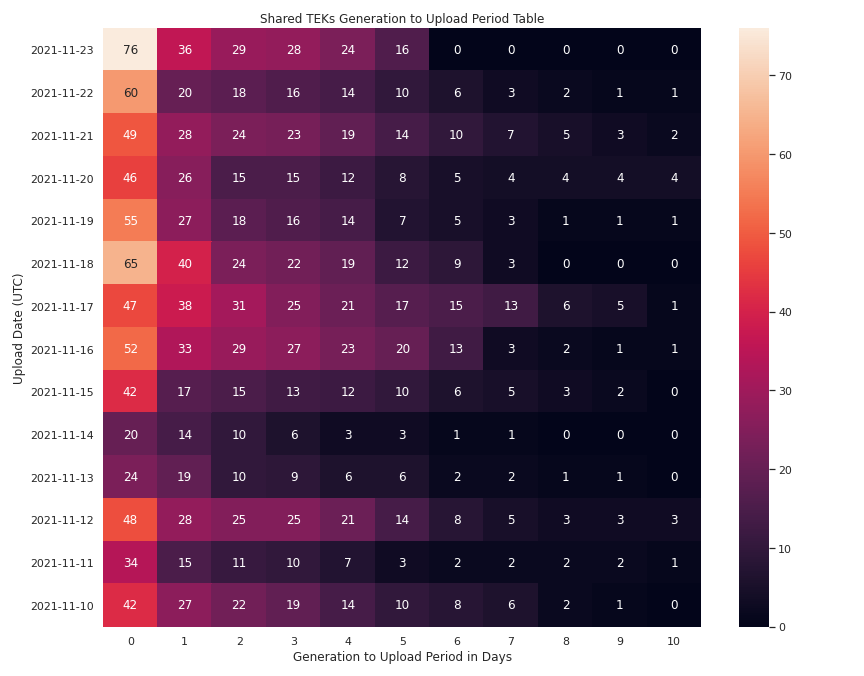 Shared TEKs Generation to Upload Period Table
Upload Date (UTC)
2021-11-23 76 36 29 28 24 16 0 0 0 0 0
2021-11-22 60 20 18 16 14 10 6 3 2 1 1
2021-11-21 49 28 24 23 19 14 10 7 5 3 2
2021-11-20 46 26 15 15 12 8 5 4 4 4 4
2021-11-19 55 27 18 16 14 7 5 3 1 1 1
2021-11-18 65 40 24 22 19 12 9 3 0 0 0
2021-11-17 47 38 31 25 21 17 15 13 6 5 1
2021-11-16 52 33 29 27 23 20 13 3 2 1 1
2021-11-15 42 17 15 13 12 10 6 5 3 2 0
2021-11-14 20 14 10 6 3 3 1 1 0 0 0
2021-11-13 24 19 10 9 6 6 2 2 1 1 0
2021-11-12 48 28 25 25 21 14 8 5 3 3 3
2021-11-11 34 15 11 10 7 3 2 2 2 2 1
2021-11-10 42 27 22 19 14 10 8 6 2 1 0
0 1 2 3 4 5 6 7 8 9 10
Generation to Upload Period in Days
70
60
50
40
30
20
10
0